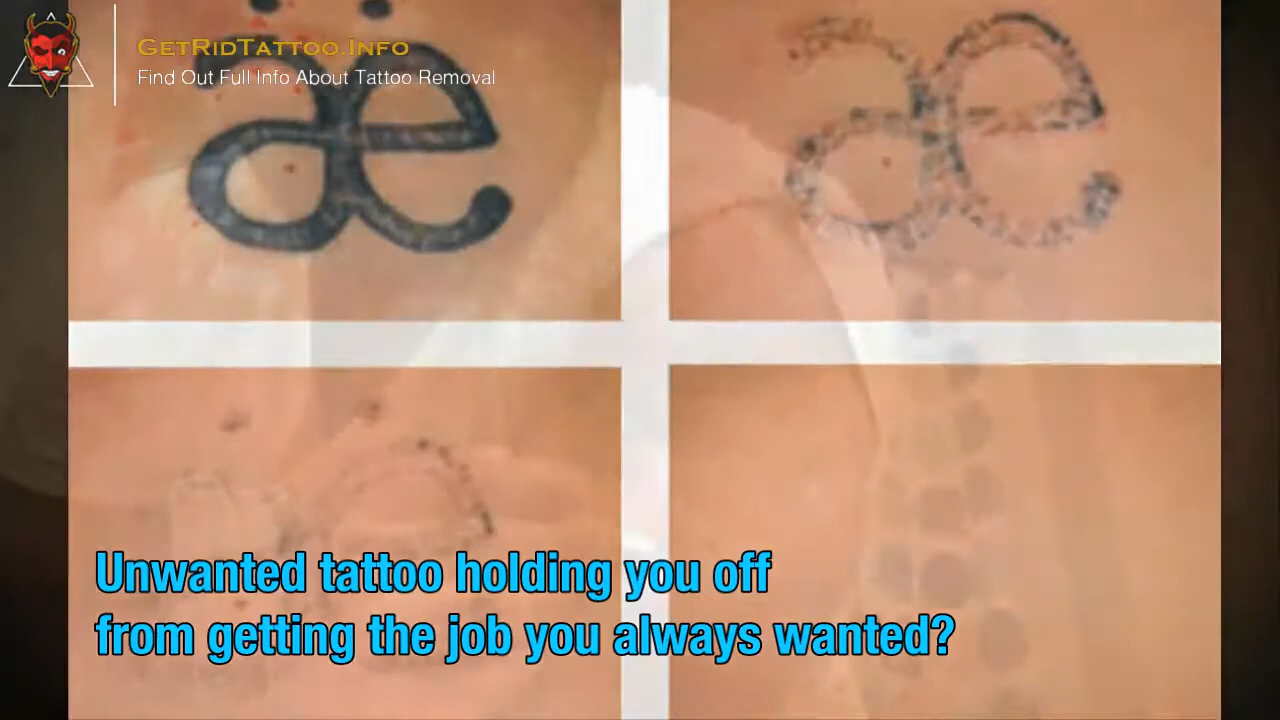 GetRidTattoo.Info
Find Out Full Info About Tattoo Removal
æ æ
Unwanted tattoo holding you off
from getting the job you always wanted?